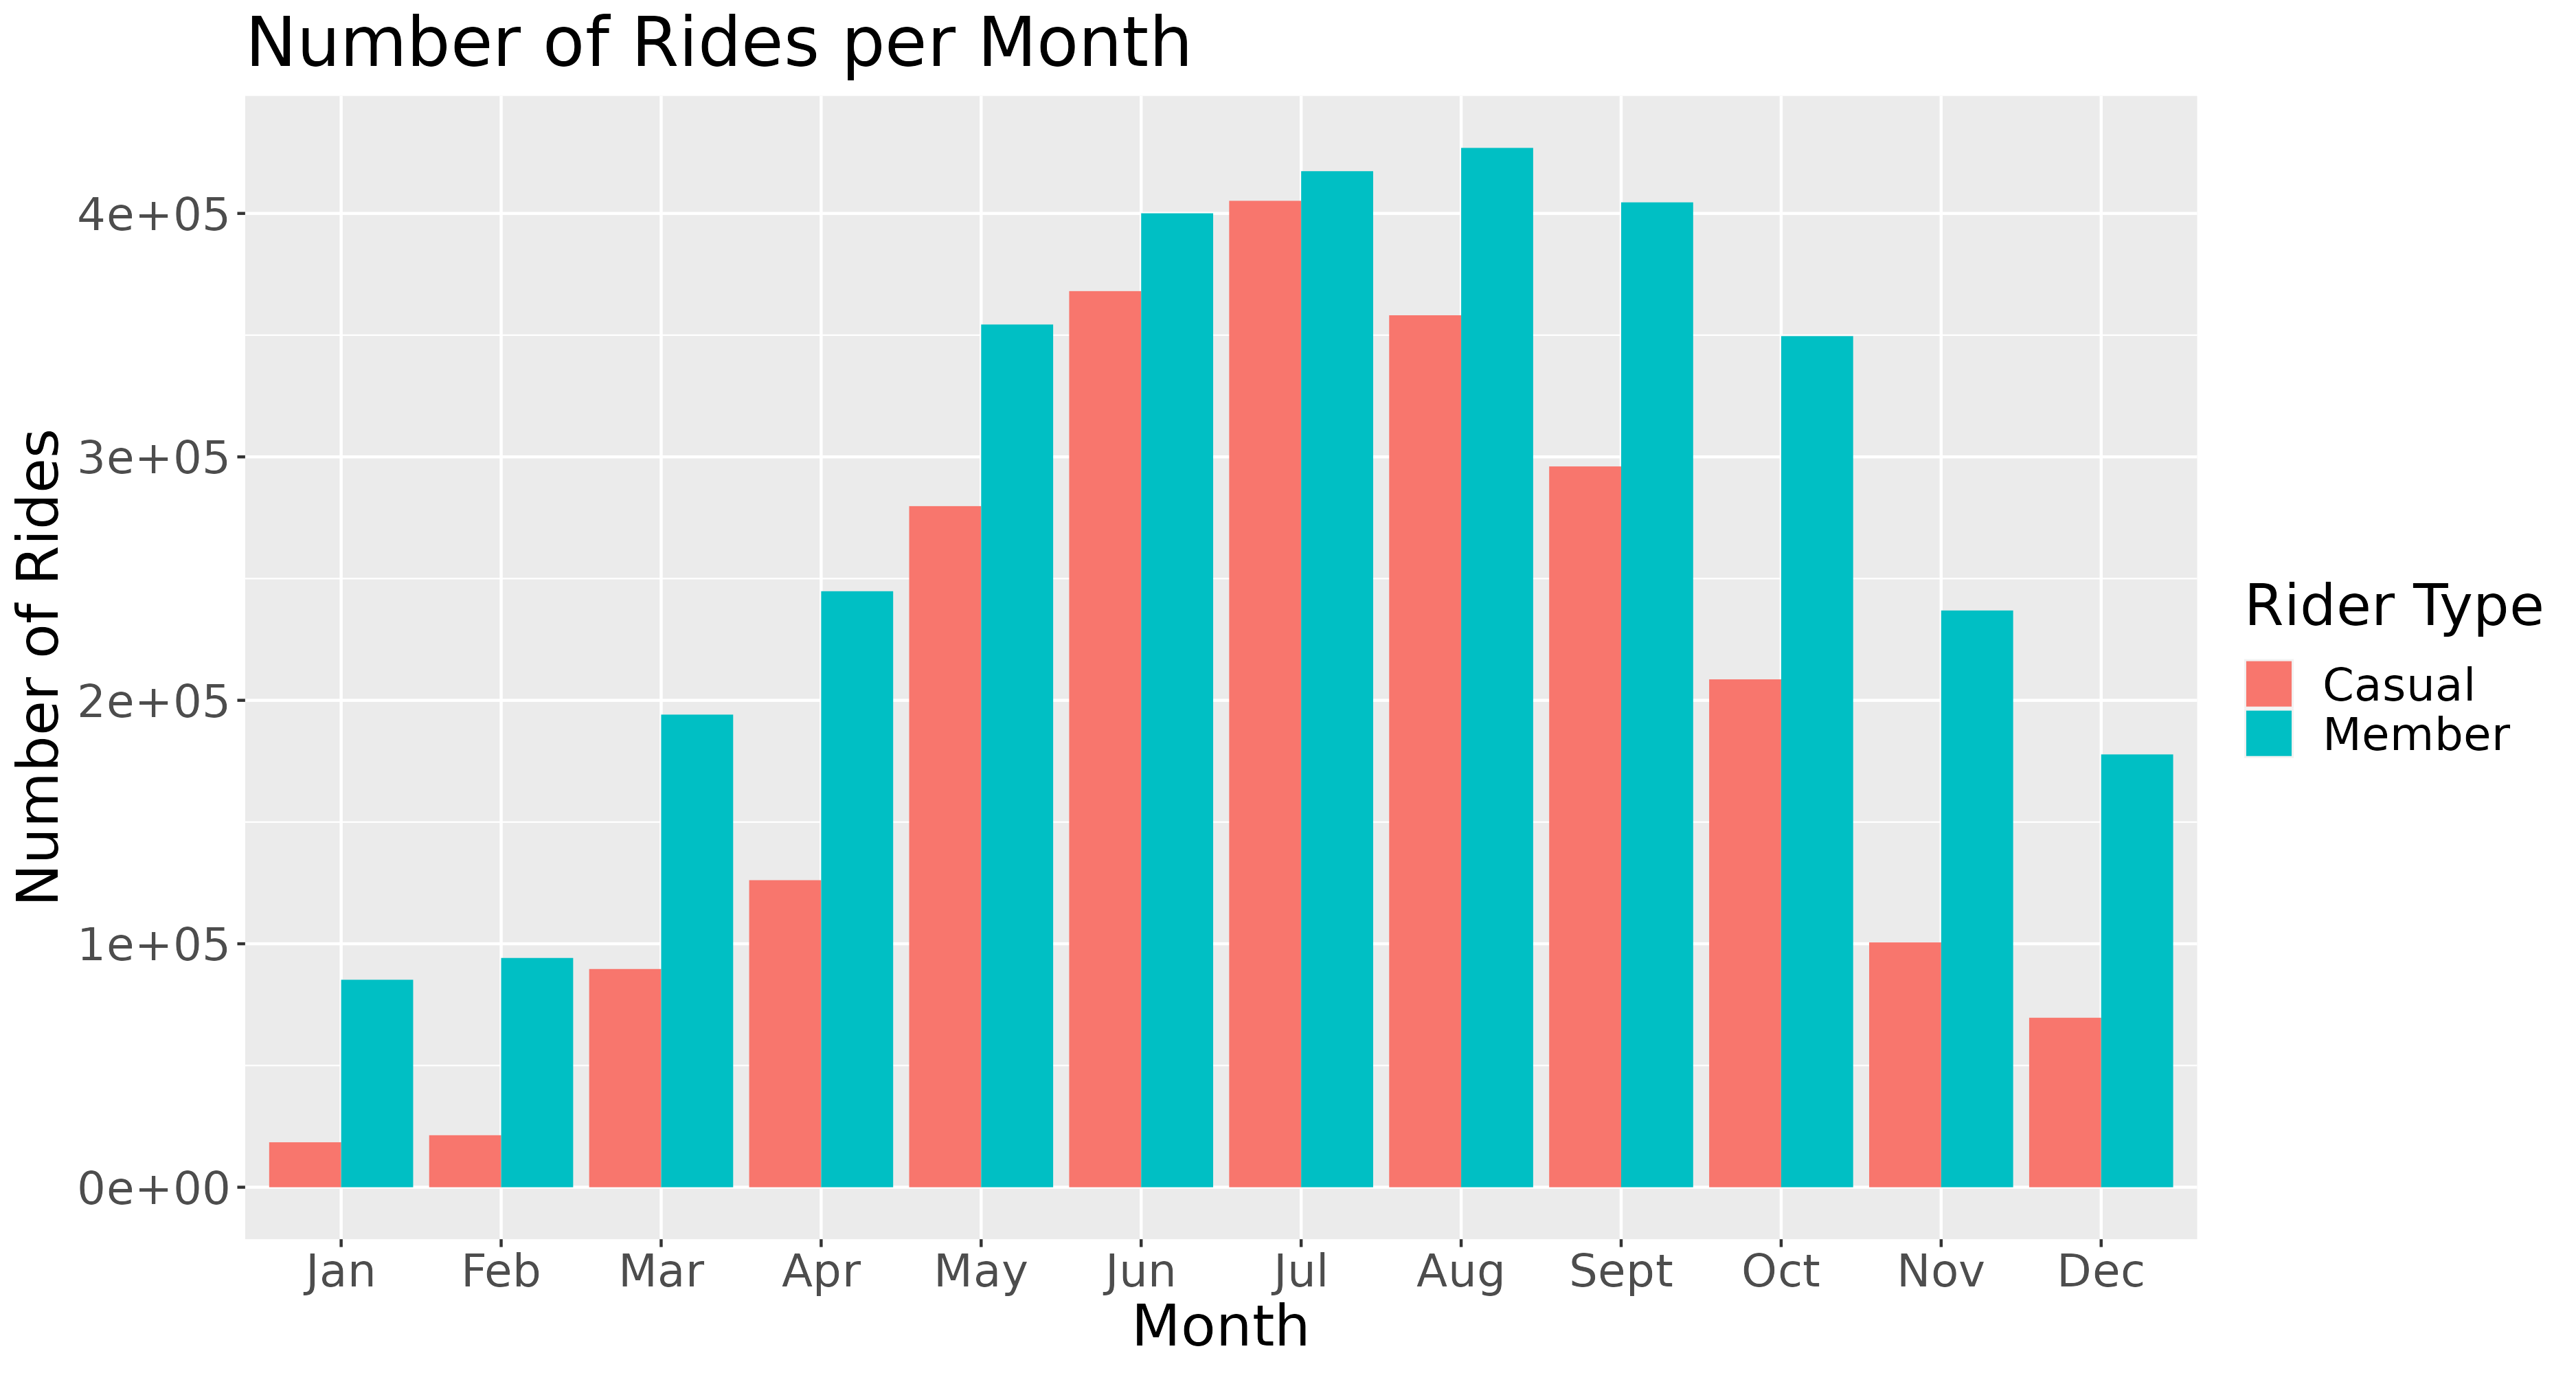 Number of Rides per Month
Number of Rides
4e+05
3e+05
2e+05
1e+05
0e+00
Jan Feb Mar Apr May Jun Jul Aug Sept Oct Nov Dec
Month
Rider Type
Casual
Member